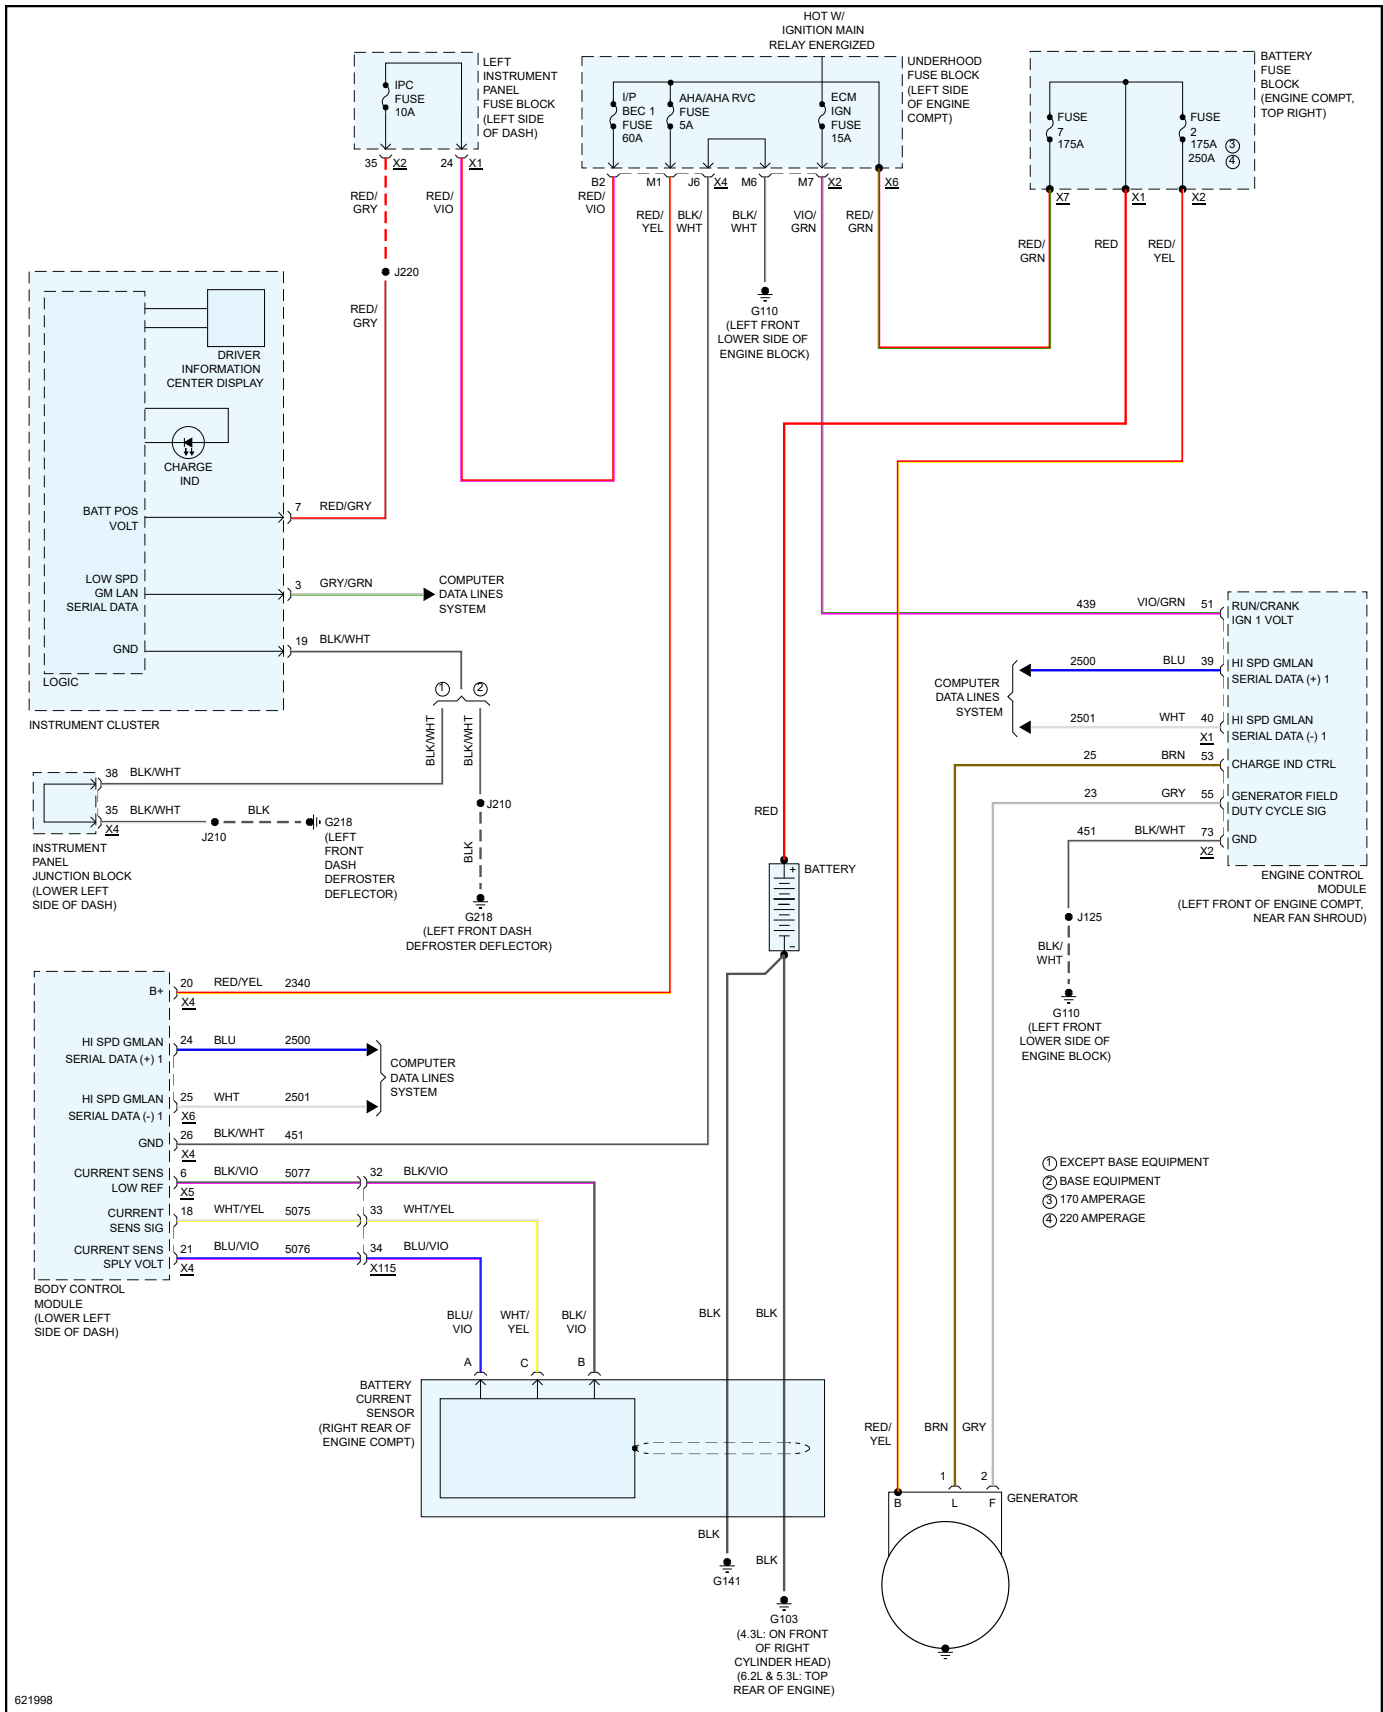 HOT W/
IGNITION MAIN
RELAY ENERGIZED
LEFT
INSTRUMENT
PANEL
FUSE BLOCK
(LEFT SIDE
OF DASH)
IPC
FUSE
10A
35 X2
24 X1
I/P
BEC 1
FUSE
60A
AHA/AHA RVC
FUSE
5A
ECM
IGN
FUSE
15A
UNDERHOOD
FUSE BLOCK
(LEFT SIDE
OF ENGINE
COMPT)
B2
M1
J6 X4
M6
M7 X2
X6
FUSE
7
175A
FUSE
2
175A 3
250A 4
BATTERY
FUSE
BLOCK
(ENGINE COMPT,
TOP RIGHT)
X7
X1
X2
RED/
GRY
RED/
VIO
RED/
VIO
RED/
YEL
BLK/
WHT
BLK/
WHT
VIO/
GRN
RED/
GRN
RED/
GRN
RED
RED/
YEL
J220
RED/
GRY
G110
(LEFT FRONT
LOWER SIDE OF
ENGINE BLOCK)
DRIVER
INFORMATION
CENTER DISPLAY
CHARGE
IND
BATT POS
VOLT
7 RED/GRY
LOW SPD
GM LAN
SERIAL DATA
3 GRY/GRN
COMPUTER
DATA LINES
SYSTEM
GND
19 BLK/WHT
LOGIC
INSTRUMENT CLUSTER
1 2
BLK/WHT
BLK/WHT
38 BLK/WHT
35 BLK/WHT
X4
J210
BLK
G218
(LEFT
FRONT
DASH
DEFROSTER
DEFLECTOR)
INSTRUMENT
PANEL
JUNCTION BLOCK
(LOWER LEFT
SIDE OF DASH)
J210
BLK
G218
(LEFT FRONT DASH
DEFROSTER DEFLECTOR)
439 VIO/GRN 51
RUN/CRANK
IGN 1 VOLT
2500 BLU 39
HI SPD GMLAN
SERIAL DATA (+) 1
COMPUTER
DATA LINES
SYSTEM
2501 WHT 40
X1
HI SPD GMLAN
SERIAL DATA (-) 1
25 BRN 53
CHARGE IND CTRL
23 GRY 55
GENERATOR FIELD
DUTY CYCLE SIG
451 BLK/WHT 73
X2
GND
ENGINE CONTROL
MODULE
(LEFT FRONT OF ENGINE COMPT,
NEAR FAN SHROUD)
RED
+
BATTERY
-
J125
BLK/
WHT
G110
(LEFT FRONT
LOWER SIDE OF
ENGINE BLOCK)
B+
20 RED/YEL 2340
X4
HI SPD GMLAN
SERIAL DATA (+) 1
24 BLU 2500
COMPUTER
DATA LINES
SYSTEM
HI SPD GMLAN
SERIAL DATA (-) 1
25 WHT 2501
X6
GND
26 BLK/WHT 451
X4
CURRENT SENS
LOW REF
6 BLK/VIO 5077
X5
32 BLK/VIO
CURRENT
SENS SIG
18 WHT/YEL 5075
33 WHT/YEL
CURRENT SENS
SPLY VOLT
21 BLU/VIO 5076
X4
34 BLU/VIO
X115
BODY CONTROL
MODULE
(LOWER LEFT
SIDE OF DASH)
1 EXCEPT BASE EQUIPMENT
2 BASE EQUIPMENT
3 170 AMPERAGE
4 220 AMPERAGE
BLU/
VIO
WHT/
YEL
BLK/
VIO
BLK
BLK
A
C
B
BATTERY
CURRENT
SENSOR
(RIGHT REAR OF
ENGINE COMPT)
RED/
YEL
BRN
GRY
1
2
B
L
F
GENERATOR
BLK
G141
BLK
G103
(4.3L: ON FRONT
OF RIGHT
CYLINDER HEAD)
(6.2L & 5.3L: TOP
REAR OF ENGINE)
621998